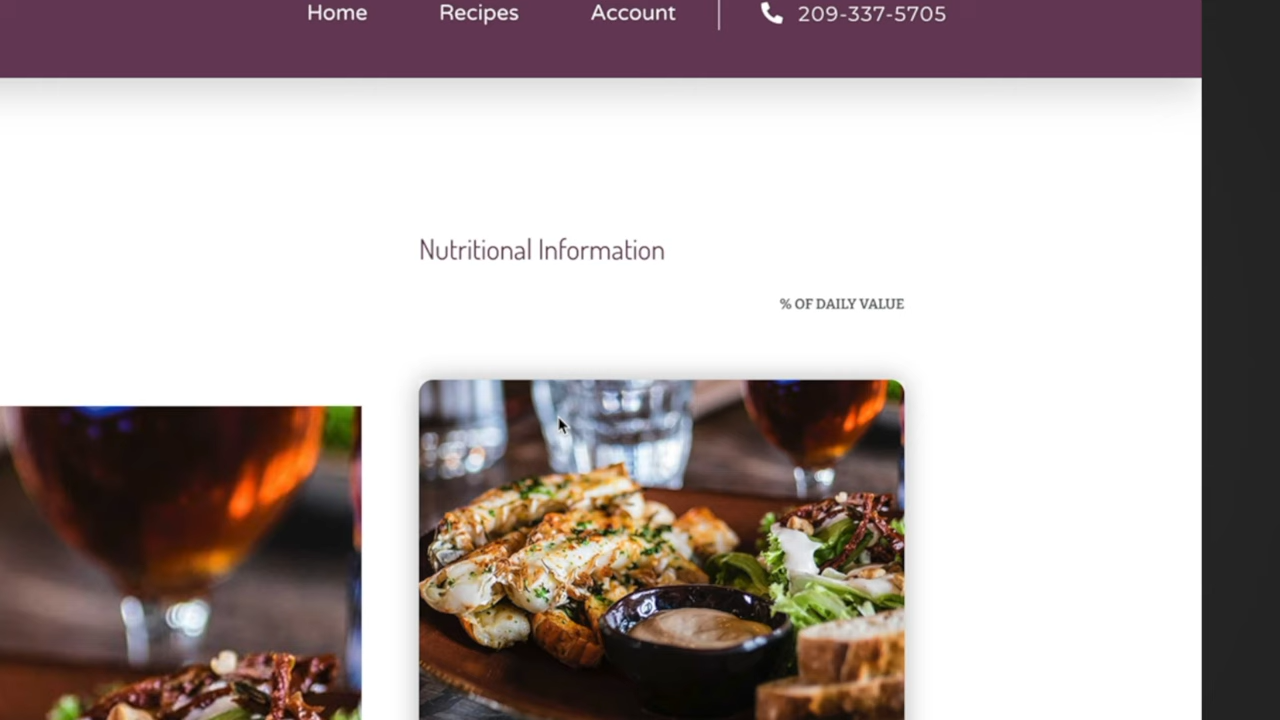 Home Recipes Account 209-337-5705
Nutritional Information
% OF DAILY VALUE